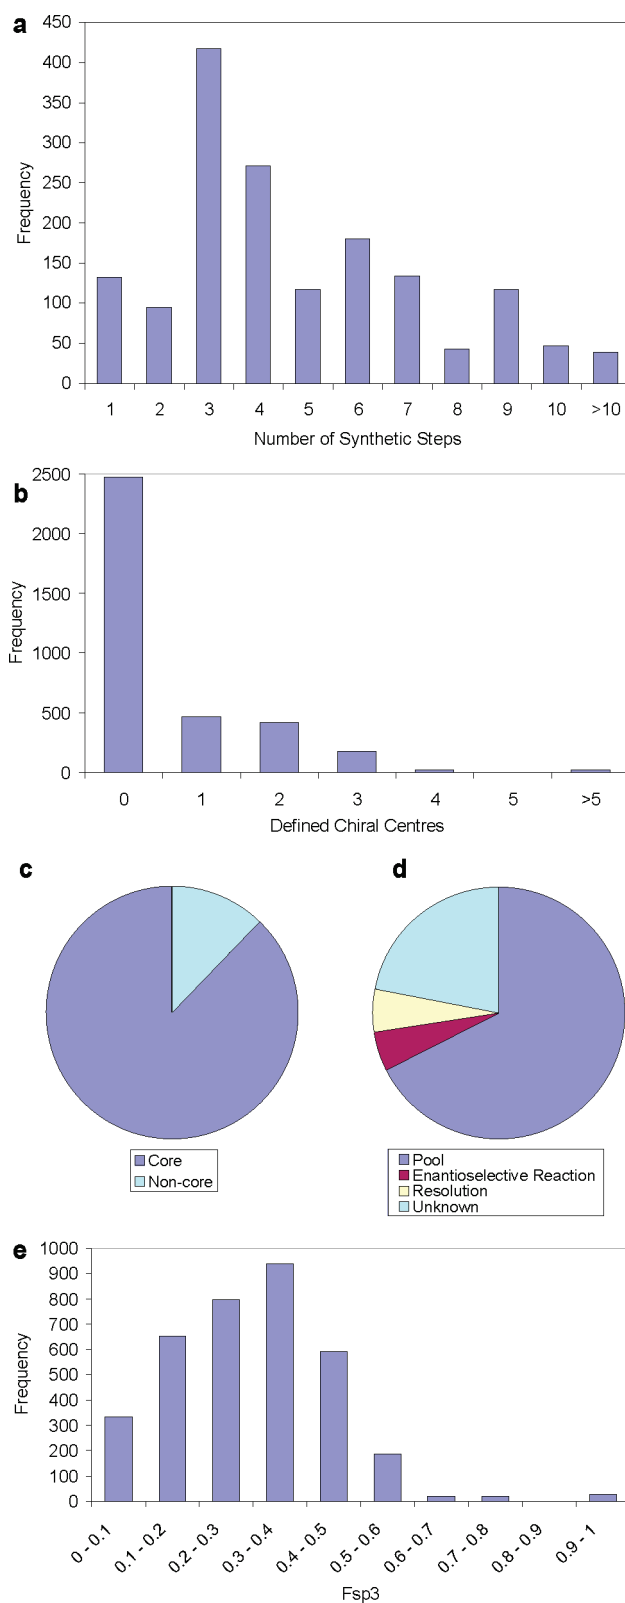 a
450
400
350
300
250
200
150
100
50
0
Frequency
1 2 3 4 5 6 7 8 9 10 >10
Number of Synthetic Steps
b
2500
2000
1500
1000
500
0
Frequency
0 1 2 3 4 5 >5
Defined Chiral Centres
c
Core
Non-core
d
Pool
Enantioselective Reaction
Resolution
Unknown
e
1000
900
800
700
600
500
400
300
200
100
0
Frequency
0 - 0.1 0.1 - 0.2 0.2 - 0.3 0.3 - 0.4 0.4 - 0.5 0.5 - 0.6 0.6 - 0.7 0.7 - 0.8 0.8 - 0.9 0.9 - 1
Fsp3